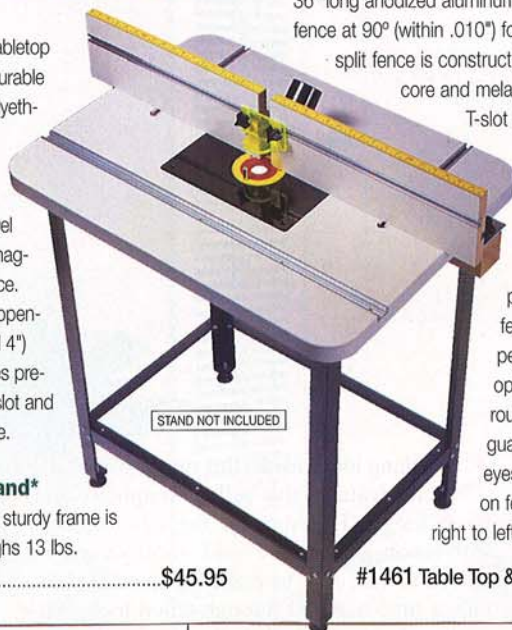 36" long anodized aluminum
abletop
fence at 90º (within .010") fo
urable
split fence is construct
yeth-
core and mela
T-slot
el
mag-
ce.
open-
4")
es pre-
slot and
e.
fe
pe
op
rou
gua
eyes
on fe
right to left
STAND NOT INCLUDED
and*
sturdy frame is
ghs 13 lbs.
$45.95
#1461 Table Top &